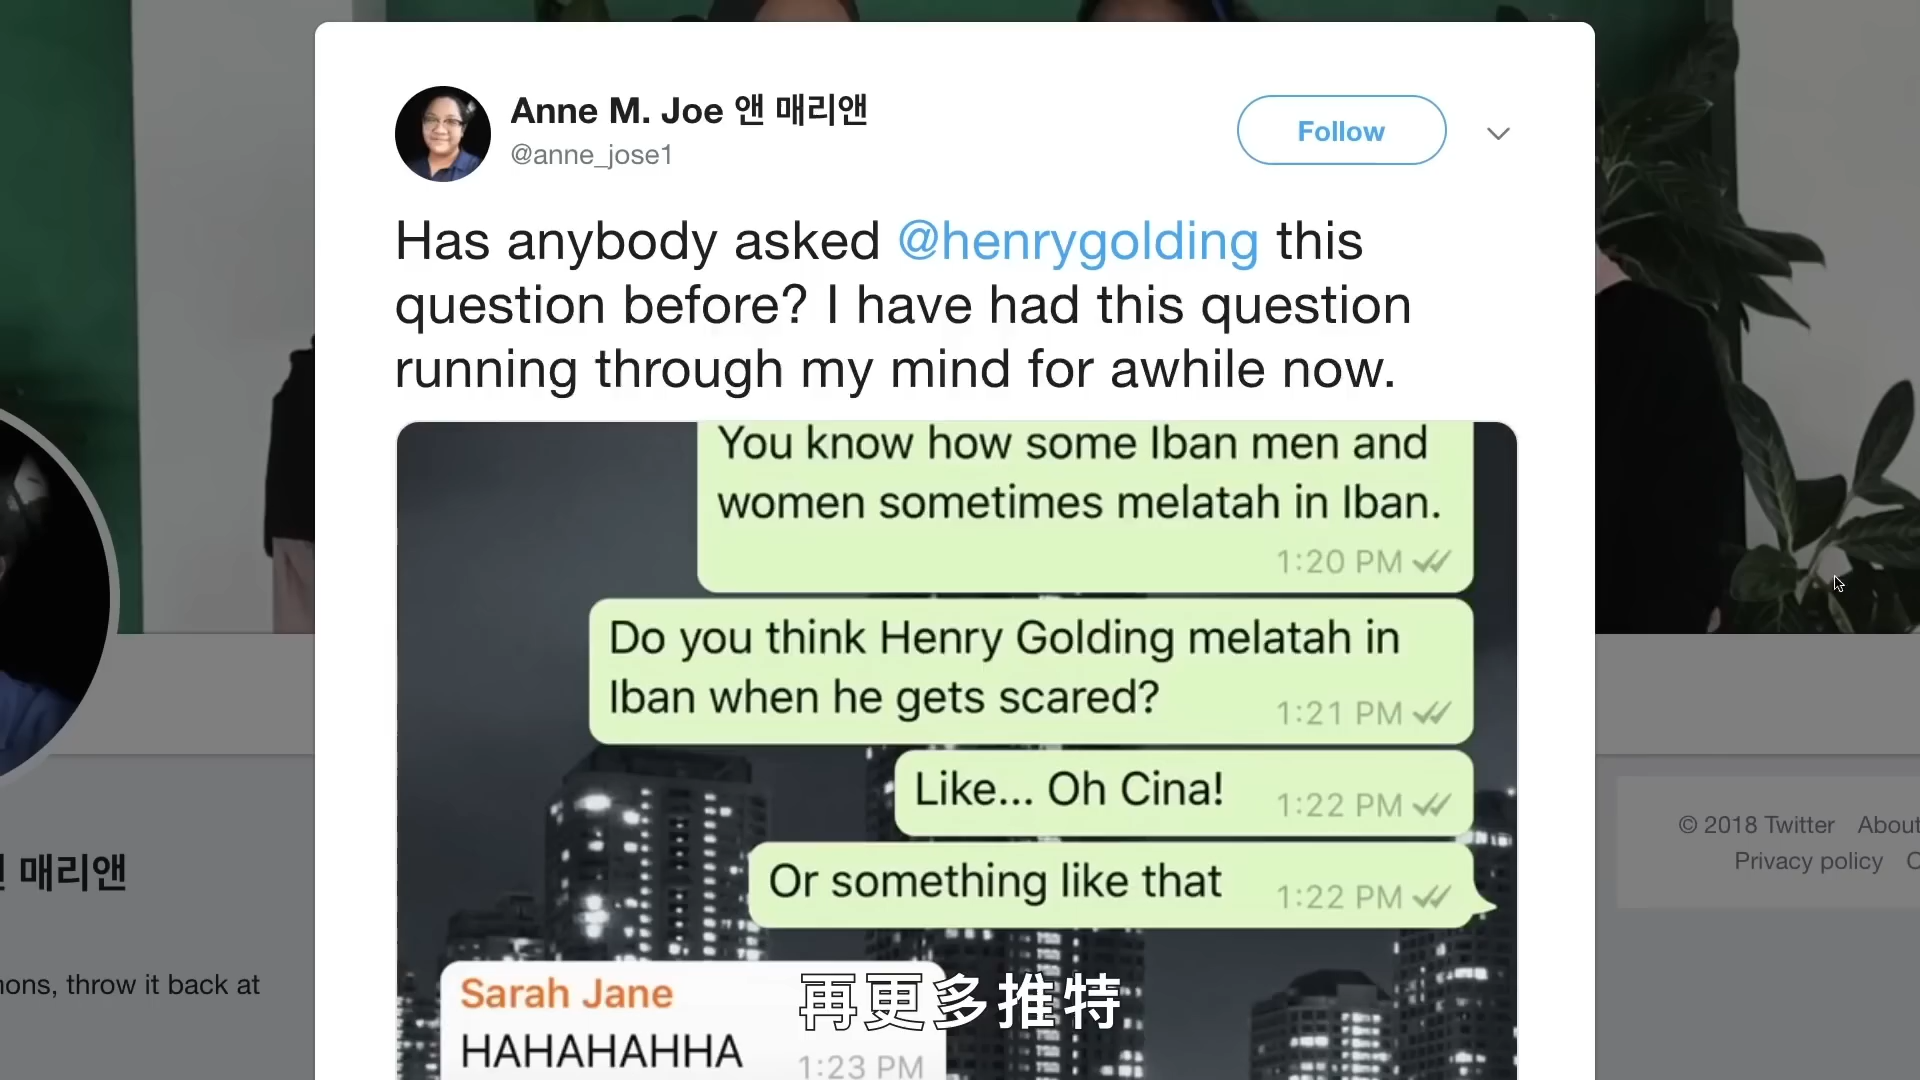 Anne M. Joe 앤 매리앤
@anne_jose1
Follow
Has anybody asked @henrygolding this
question before? I have had this question
running through my mind for awhile now.
You know how some Iban men and
women sometimes melatah in Iban.
1:20 PM
Do you think Henry Golding melatah in
Iban when he gets scared?
1:21 PM
Like... Oh Cina!
1:22 PM
Or something like that
1:22 PM
Sarah Jane
HAHAHAHHA
1:23 PM
再更多推特
매리앤
throw it back at
© 2018 Twitter About
Privacy policy